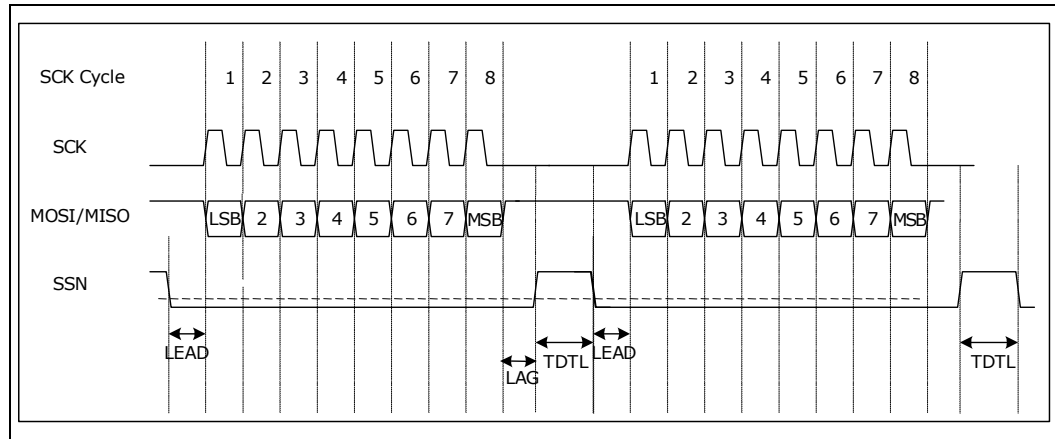 SCK Cycle 1 2 3 4 5 6 7 8 1 2 3 4 5 6 7 8
SCK
MOSI/MISO LSB 2 3 4 5 6 7 MSB LSB 2 3 4 5 6 7 MSB
SSN
LEAD TDTL LEAD TDTL
LAG